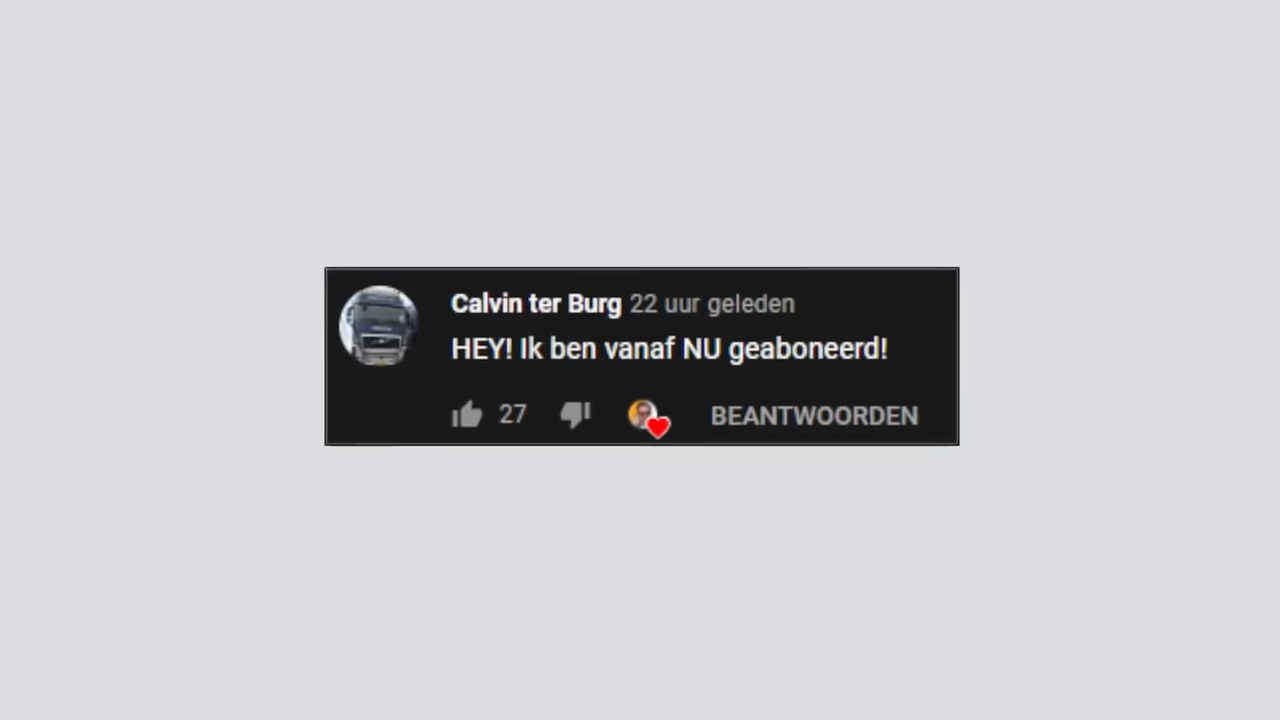 Calvin ter Burg 22 uur geleden
HEY! Ik ben vanaf NU geaboneerd!
27 BEANTWOORDEN